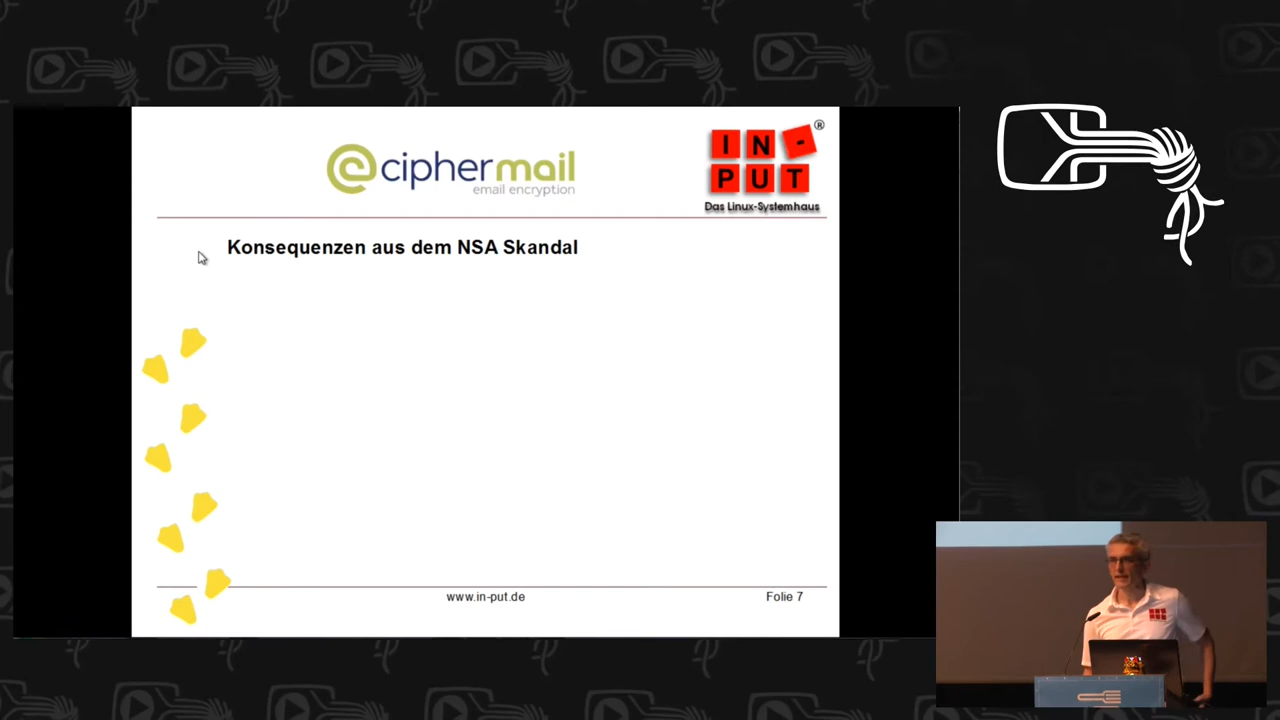 @ciphermail
email encryption
IN-
PUT
®
Das Linux-Systemhaus
Konsequenzen aus dem NSA Skandal
www.in-put.de
Folie 7